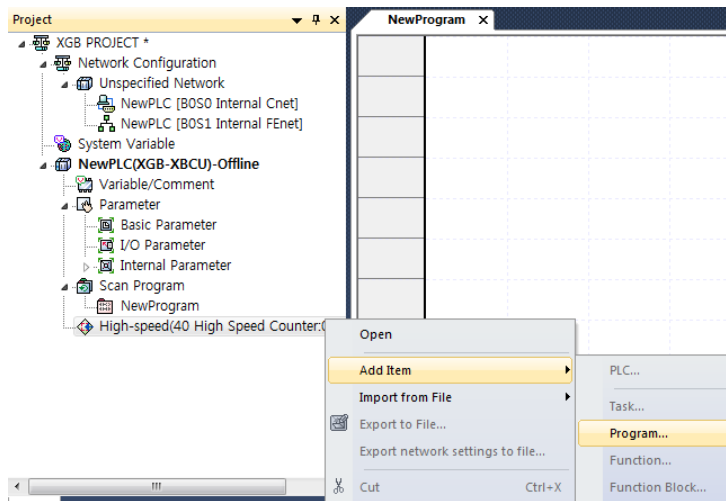 Project
NewProgram
XGB PROJECT *
Network Configuration
Unspecified Network
NewPLC [B0S0 Internal Cnet]
NewPLC [B0S1 Internal FEnet]
System Variable
NewPLC(XGB-XBCU)-Offline
Variable/Comment
Parameter
Basic Parameter
I/O Parameter
Internal Parameter
Scan Program
NewProgram
High-speed(40 High Speed Counter:
Open
Add Item
Import from File
Export to File...
Export network settings to file...
Cut Ctrl+X
PLC...
Task...
Program...
Function...
Function Block...